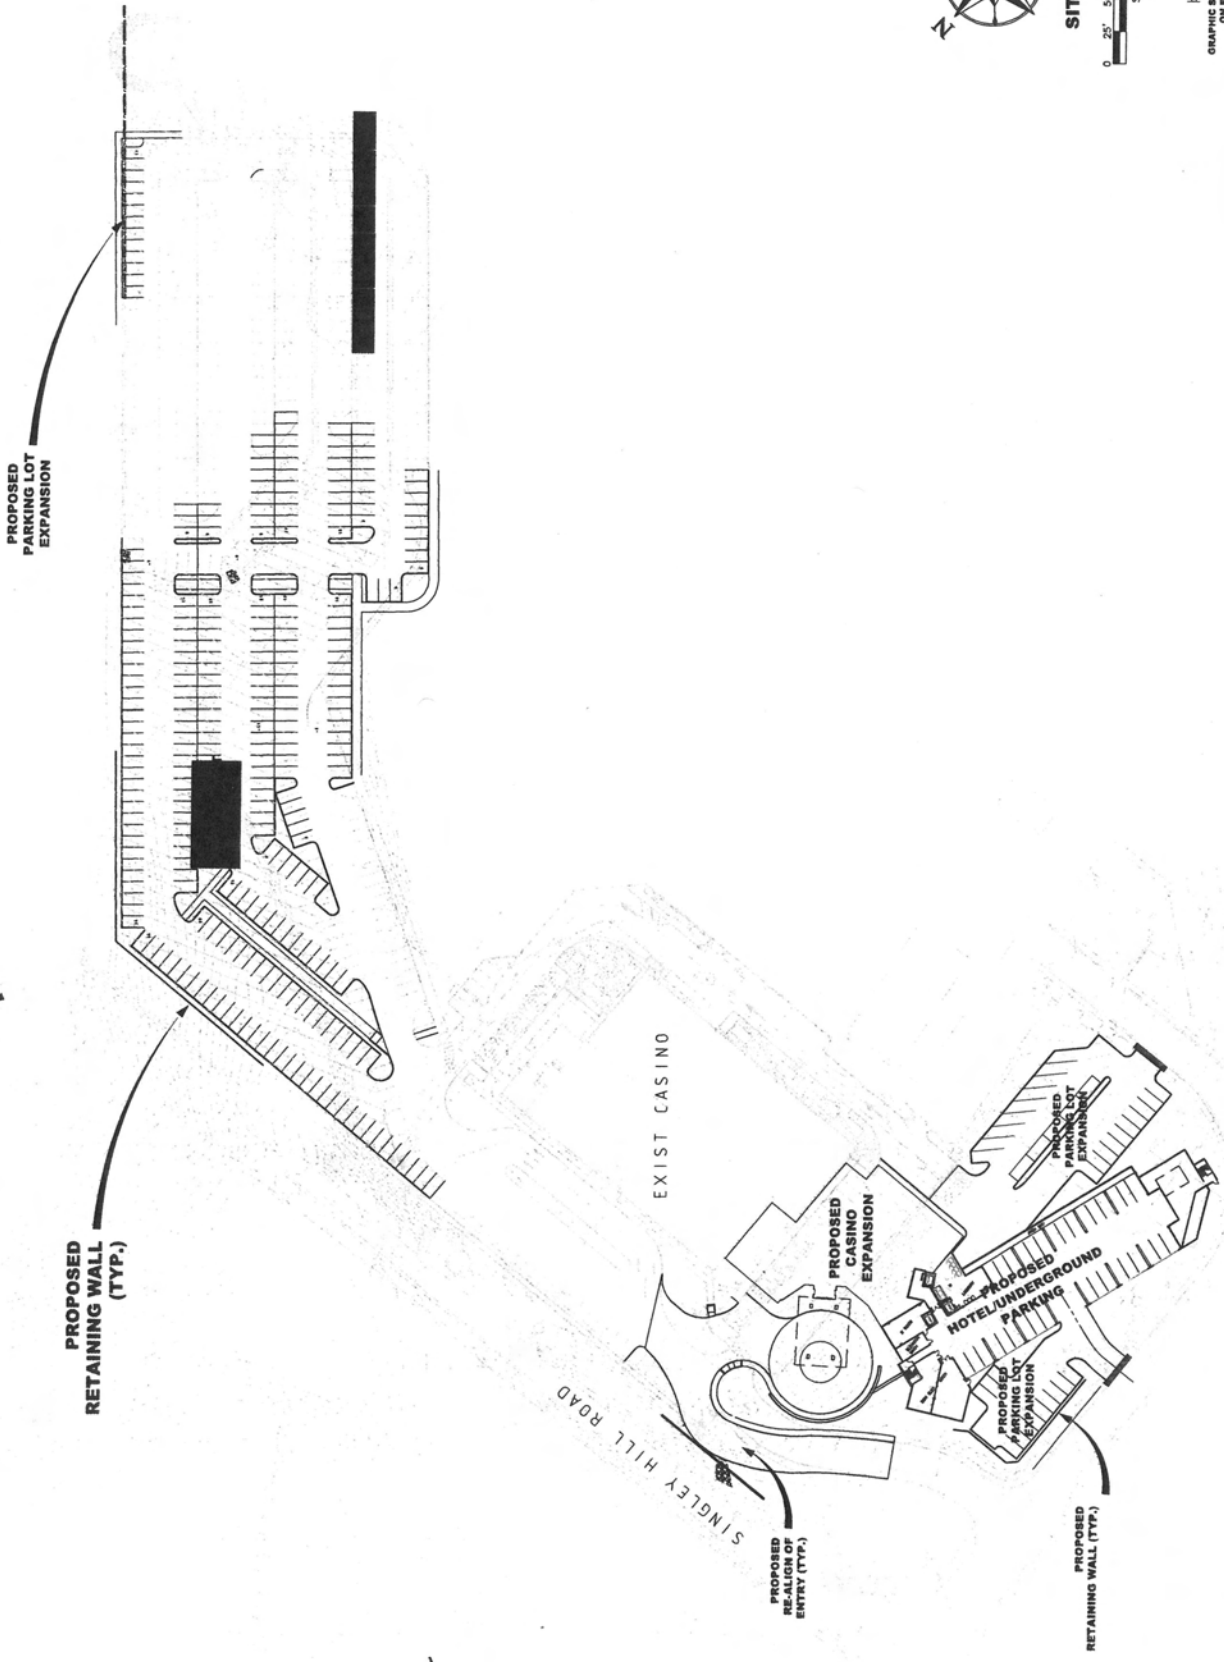 PROPOSED
PARKING LOT
EXPANSION
N
SIT
0 25'
GRAPHIC S
PROPOSED
RETAINING WALL
(TYP.)
EXIST CASINO
PROPOSED
CASINO
EXPANSION
PROPOSED
PARKING LOT
EXPANSION
PROPOSED
HOTEL/UNDERGROUND
PARKING
PROPOSED
PARKING LOT
EXPANSION
SINGLEY HILL ROAD
PROPOSED
RE-ALIGN OF
ENTRY (TYP.)
PROPOSED
RETAINING WALL (TYP.)